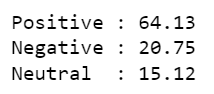 Positive : 64.13
Negative : 20.75
Neutral  : 15.12